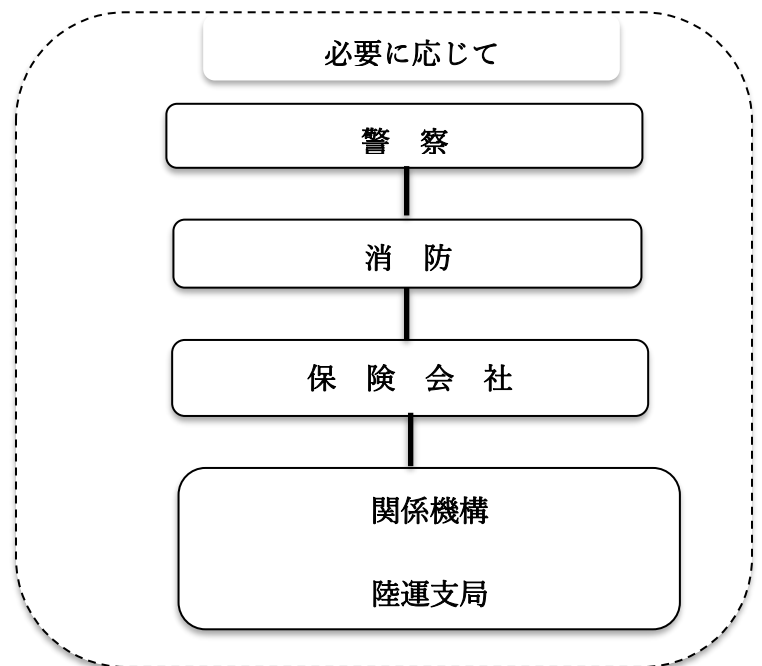 必要に応じて
警　察
消　防
保　険　会　社
関係機構
陸運支局